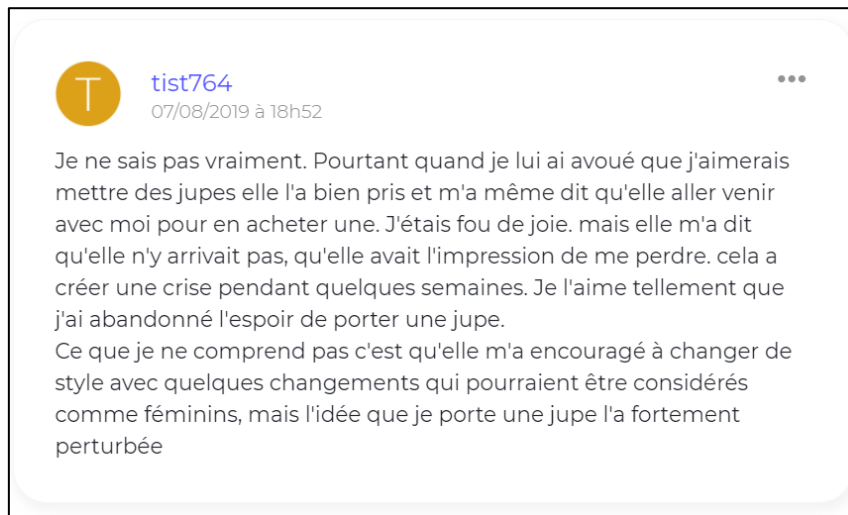 T
tist764
07/08/2019 à 18h52
Je ne sais pas vraiment. Pourtant quand je lui ai avoué que j'aimerais
mettre des jupes elle l'a bien pris et m'a même dit qu'elle aller venir
avec moi pour en acheter une. J'étais fou de joie. mais elle m'a dit
qu'elle n'y arrivait pas, qu'elle avait l'impression de me perdre. cela a
créer une crise pendant quelques semaines. Je l'aime tellement que
j'ai abandonné l'espoir de porter une jupe.
Ce que je ne comprend pas c'est qu'elle m'a encouragé à changer de
style avec quelques changements qui pourraient être considérés
comme féminins, mais l'idée que je porte une jupe l'a fortement
perturbée